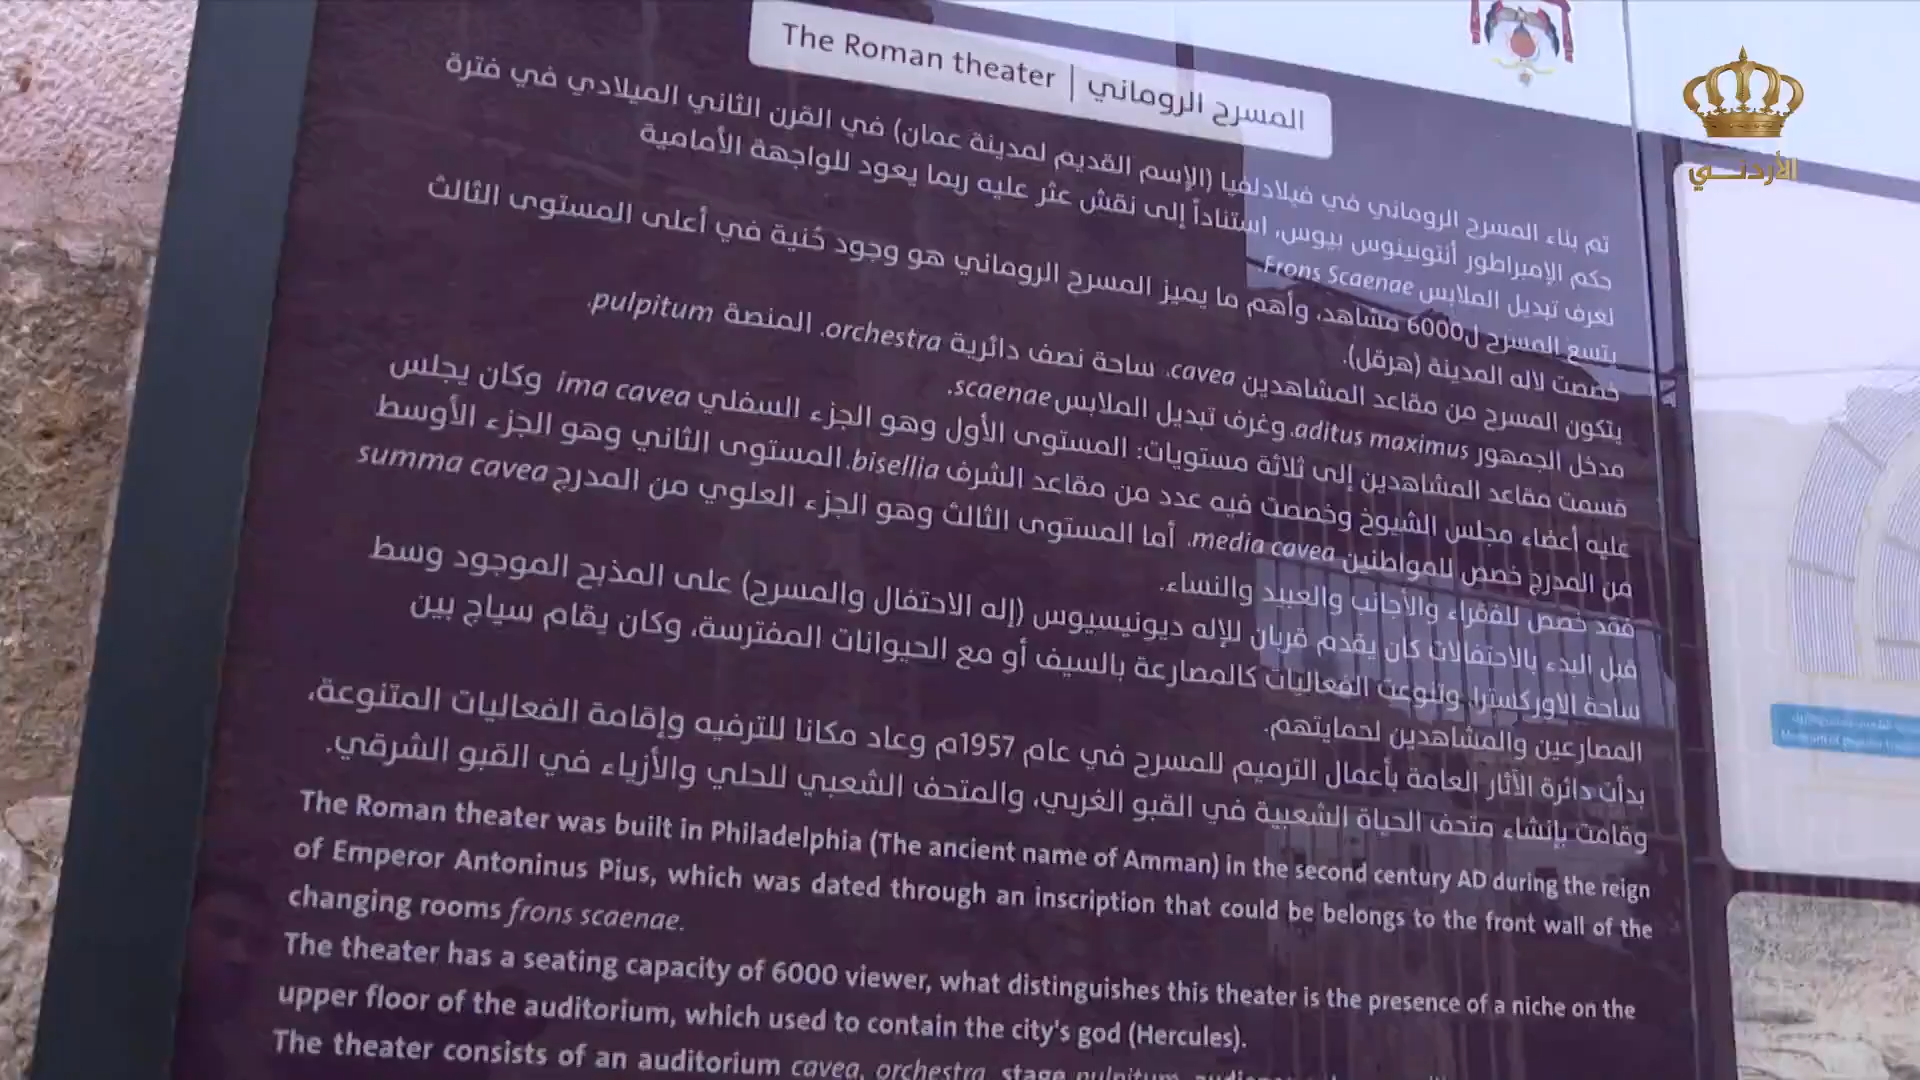 The Roman theater | المسرح الروماني
الأردني
تم بناء المسرح الروماني في فيلادلفيا (الإسم القديم لمدينة عمان) في القرن الثاني الميلادي في فترة
حكم الإمبراطور أنتونينوس بيوس، استناداً إلى نقش عثر عليه ربما يعود للواجهة الأمامية
لغرف تبديل الملابس Frons Scaenae.
يتسع المسرح ل6000 مشاهد، وأهم ما يميز المسرح الروماني هو وجود حُنية في أعلى المستوى الثالث
خصصت لاله المدينة (هرقل).
يتكون المسرح من مقاعد المشاهدين cavea، ساحة نصف دائرية orchestra، المنصة pulpitum،
مدخل الجمهور aditus maximus، وغرف تبديل الملابس scaenae.
قسمت مقاعد المشاهدين إلى ثلاثة مستويات: المستوى الأول وهو الجزء السفلي ima cavea وكان يجلس
عليه أعضاء مجلس الشيوخ وخصصت فيه عدد من مقاعد الشرف bisellia، المستوى الثاني وهو الجزء الأوسط
من المدرج خصص للمواطنين media cavea، أما المستوى الثالث وهو الجزء العلوي من المدرج summa cavea
فقد خصص للفقراء والأجانب والعبيد والنساء.
قبل البدء بالاحتفالات كان يقدم قربان للإله ديونيسيوس (إله الاحتفال والمسرح) على المذبح الموجود وسط
ساحة الاوركسترا، وتنوعت الفعاليات كالمصارعة بالسيف أو مع الحيوانات المفترسة، وكان يقام سياج بين
المصارعين والمشاهدين لحمايتهم.
بدأت دائرة الآثار العامة بأعمال الترميم للمسرح في عام 1957م وعاد مكانا للترفيه وإقامة الفعاليات المتنوعة،
وقامت بإنشاء متحف الحياة الشعبية في القبو الغربي، والمتحف الشعبي للحلي والأزياء في القبو الشرقي.
The Roman theater was built in Philadelphia (The ancient name of Amman) in the second century AD during the reign
of Emperor Antoninus Pius, which was dated through an inscription that could be belongs to the front wall of the
changing rooms frons scaenae.
The theater has a seating capacity of 6000 viewer, what distinguishes this theater is the presence of a niche on the
upper floor of the auditorium, which used to contain the city's god (Hercules).
The theater consists of an auditorium cavea, orchestra, stage pulpitum,